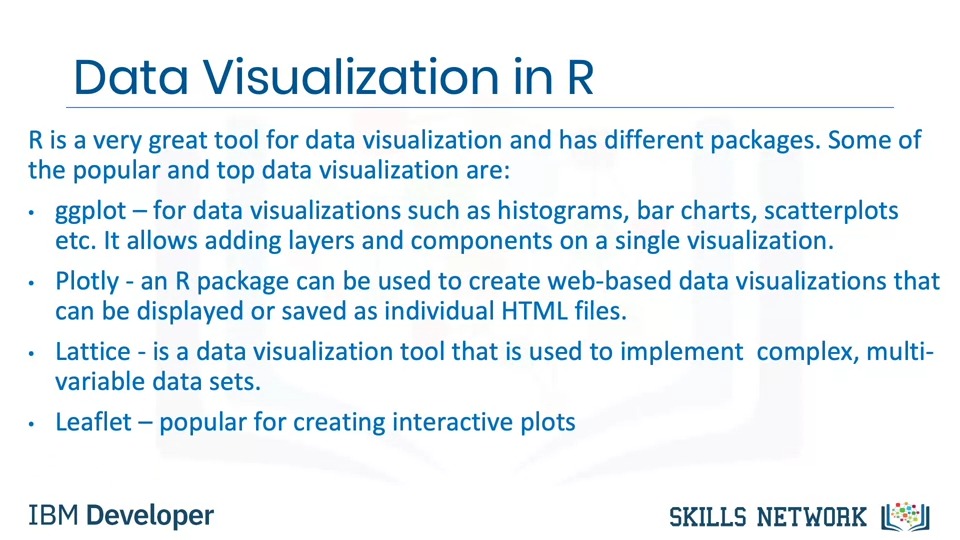 Data Visualization in R
R is a very great tool for data visualization and has different packages. Some of
the popular and top data visualization are:
• ggplot – for data visualizations such as histograms, bar charts, scatterplots
etc. It allows adding layers and components on a single visualization.
• Plotly - an R package can be used to create web-based data visualizations that
can be displayed or saved as individual HTML files.
• Lattice - is a data visualization tool that is used to implement  complex, multi-
variable data sets.
• Leaflet – popular for creating interactive plots
IBM Developer
SKILLS NETWORK